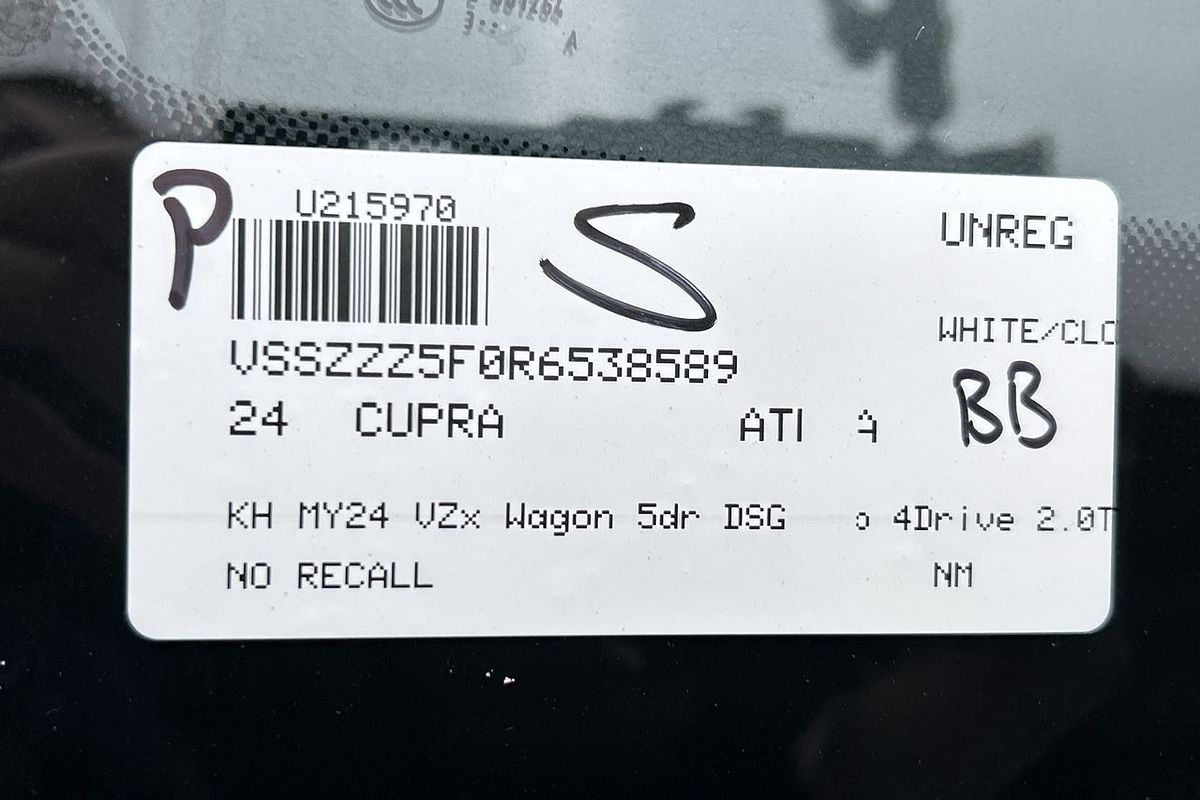 P U215970 S UNREG
WHITE/CLO
VSSZZZ5F0R6538589
24 CUPRA ATI BB
KH MY24 VZx Wagon 5dr DSG 4Drive 2.0T
NO RECALL NM